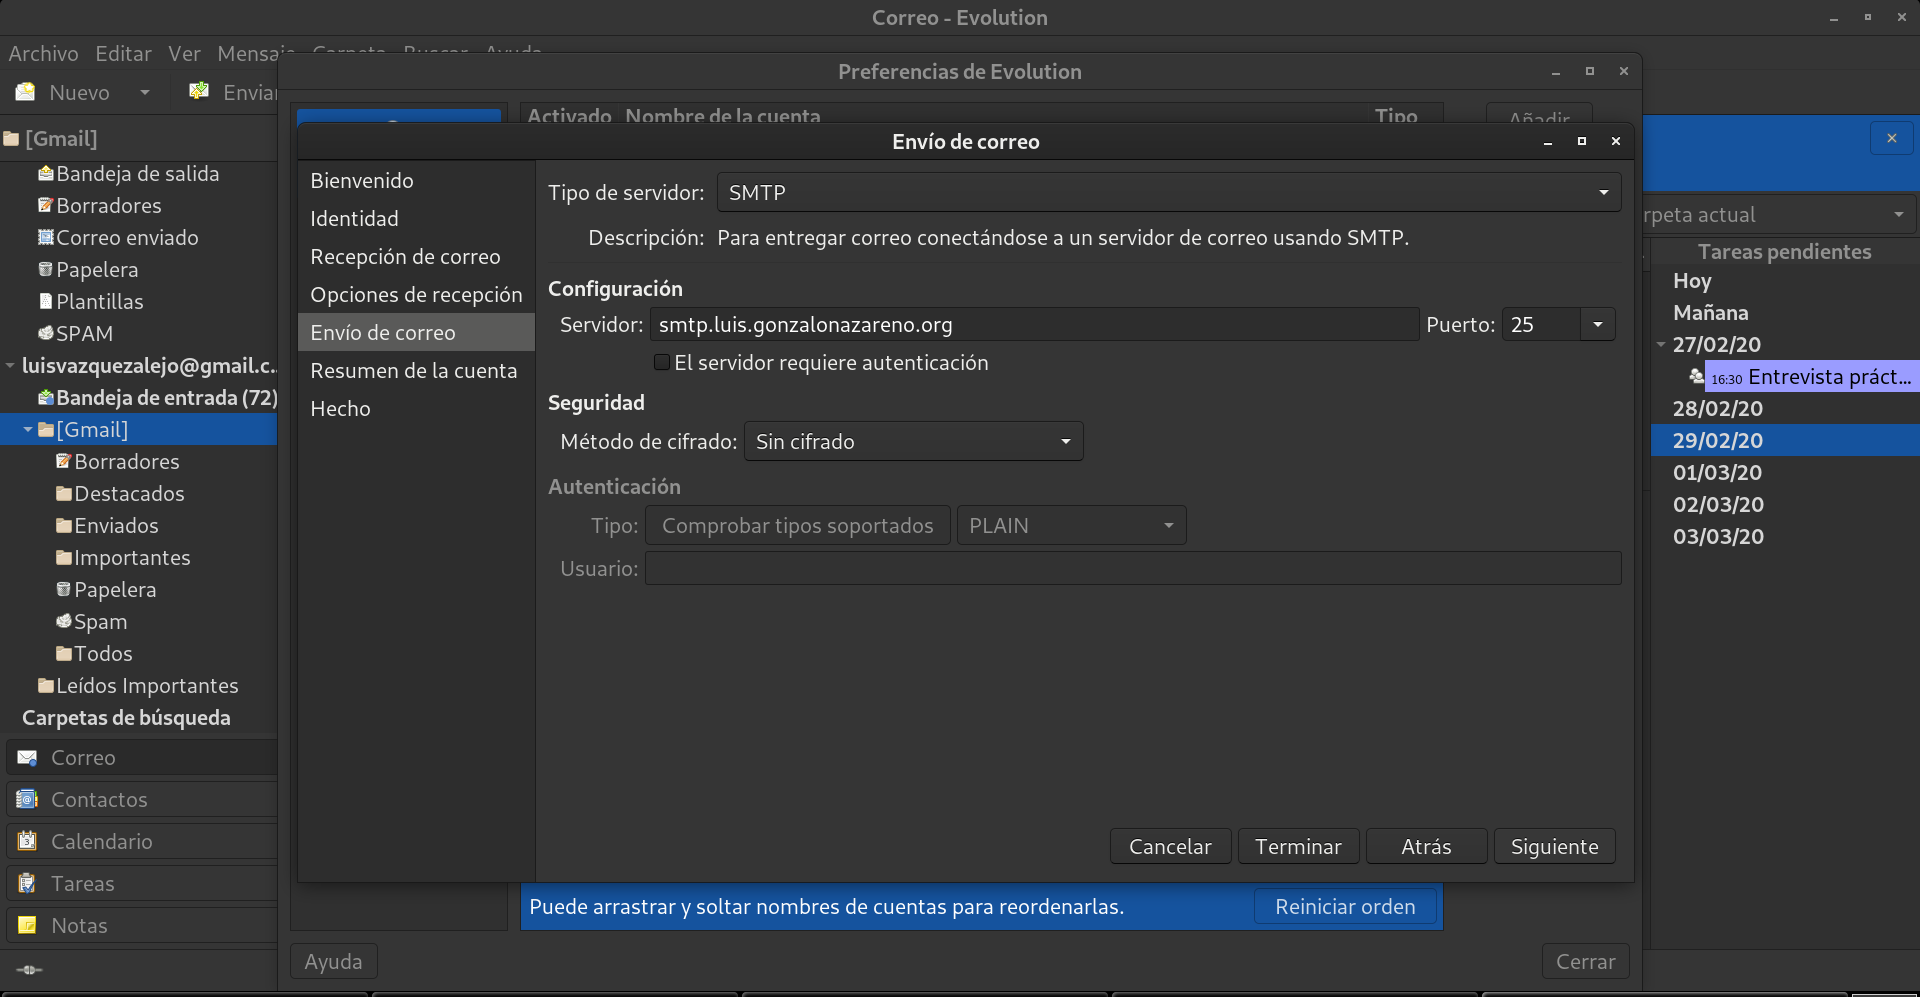 Correo - Evolution
Archivo Editar Ver Mensaje Carpeta Buscar Ayuda
Nuevo Enviar
[Gmail]
Bandeja de salida
Borradores
Correo enviado
Papelera
Plantillas
SPAM
luisvazquezalejo@gmail.c...
Bandeja de entrada (72)
[Gmail]
Borradores
Destacados
Enviados
Importantes
Papelera
Spam
Todos
Leídos Importantes
Carpetas de búsqueda
Correo
Contactos
Calendario
Tareas
Notas
Preferencias de Evolution
Activado Nombre de la cuenta Tipo
Añadir
Envío de correo
Bienvenido
Identidad
Recepción de correo
Opciones de recepción
Envío de correo
Resumen de la cuenta
Hecho
Tipo de servidor: SMTP
Descripción: Para entregar correo conectándose a un servidor de correo usando SMTP.
Configuración
Servidor: smtp.luis.gonzalonazareno.org Puerto: 25
El servidor requiere autenticación
Seguridad
Método de cifrado: Sin cifrado
Autenticación
Tipo: Comprobar tipos soportados PLAIN
Usuario:
Cancelar Terminar Atrás Siguiente
Puede arrastrar y soltar nombres de cuentas para reordenarlas. Reiniciar orden
Ayuda Cerrar
rpeta actual
Tareas pendientes
Hoy
Mañana
27/02/20
16:30 Entrevista práct...
28/02/20
29/02/20
01/03/20
02/03/20
03/03/20